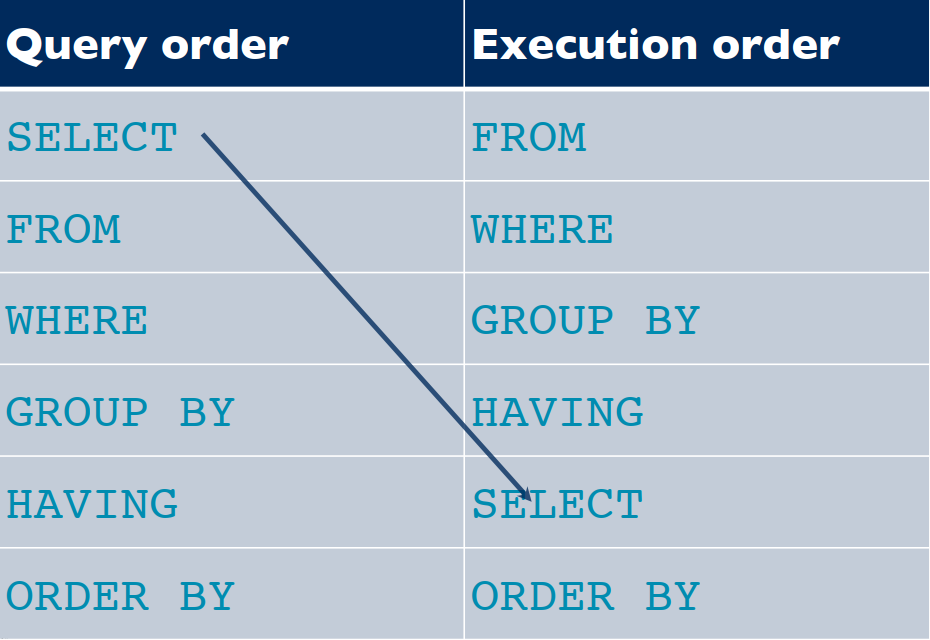 Query order Execution order
SELECT FROM
FROM WHERE
WHERE GROUP BY
GROUP BY HAVING
HAVING SELECT
ORDER BY ORDER BY